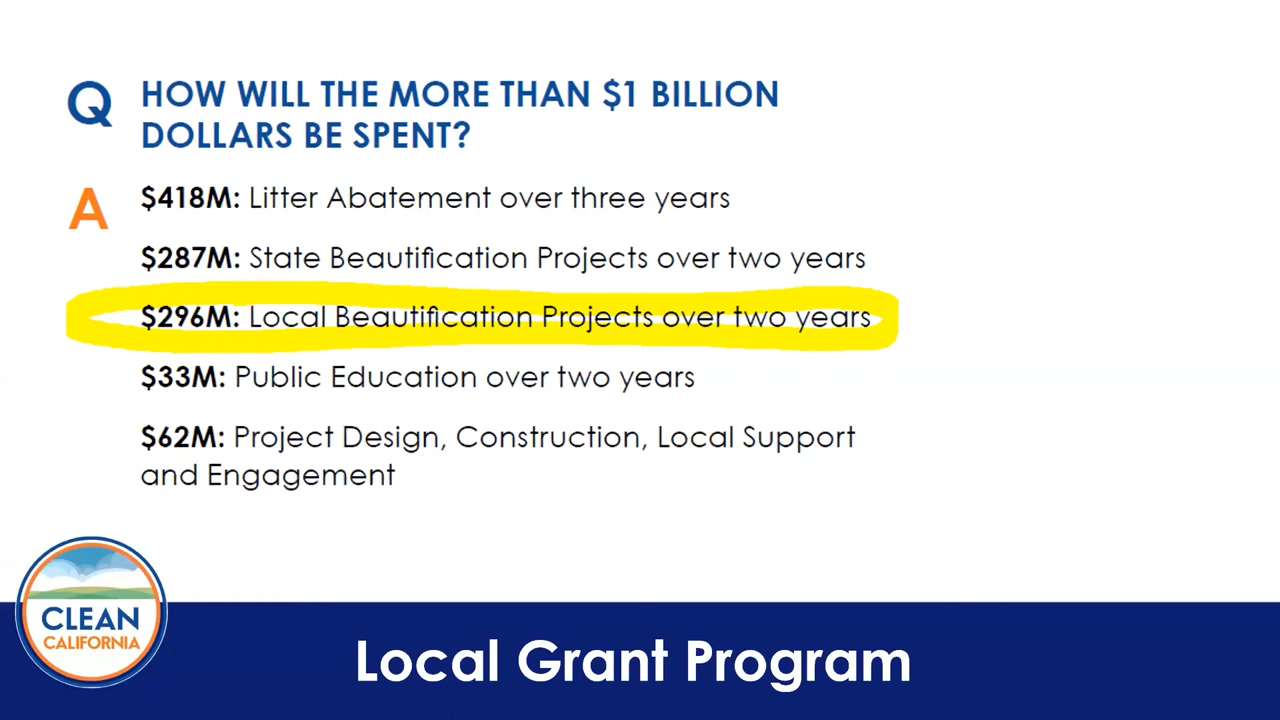 Q HOW WILL THE MORE THAN $1 BILLION
DOLLARS BE SPENT?
A $418M: Litter Abatement over three years
$287M: State Beautification Projects over two years
$296M: Local Beautification Projects over two years
$33M: Public Education over two years
$62M: Project Design, Construction, Local Support
and Engagement
CLEAN
CALIFORNIA
Local Grant Program